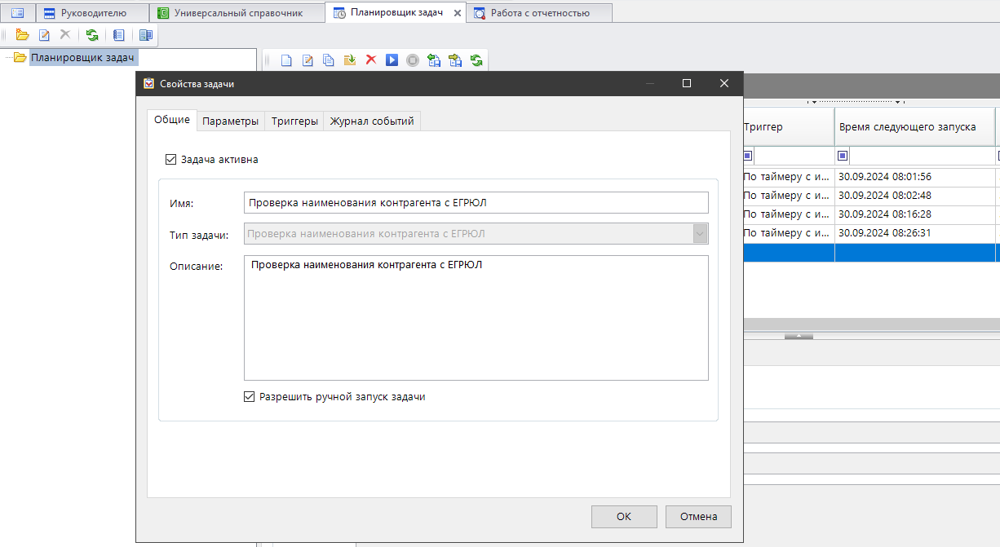 Руководителю
Универсальный справочник
Планировщик задач
Работа с отчетностью
Планировщик задач
Свойства задачи
Общие
Параметры
Триггеры
Журнал событий
Задача активна
Имя:
Проверка наименования контрагента с ЕГРЮЛ
Тип задачи:
Проверка наименования контрагента с ЕГРЮЛ
Описание:
Проверка наименования контрагента с ЕГРЮЛ
Разрешить ручной запуск задачи
ОК
Отмена
Триггер
Время следующего запуска
По таймеру с и...
30.09.2024 08:01:56
По таймеру с и...
30.09.2024 08:02:48
По таймеру с и...
30.09.2024 08:16:28
По таймеру с и...
30.09.2024 08:26:31